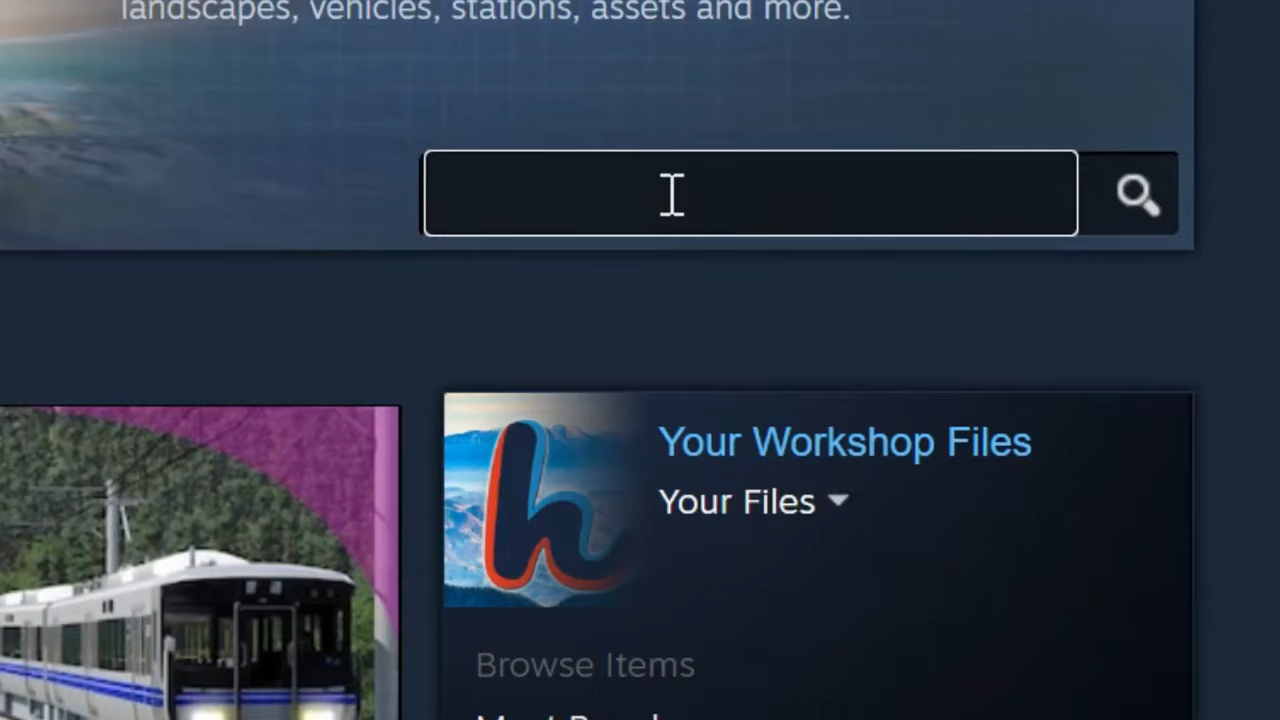 landscapes, vehicles, stations, assets and more.
h
Your Workshop Files
Your Files
Browse Items